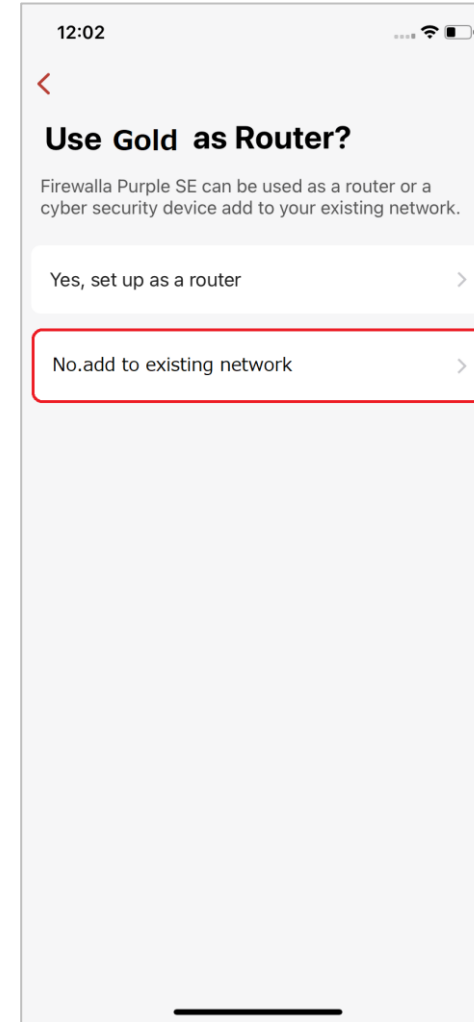 12:02
Use Gold as Router?
Firewalla Purple SE can be used as a router or a
cyber security device add to your existing network.
Yes, set up as a router
No.add to existing network